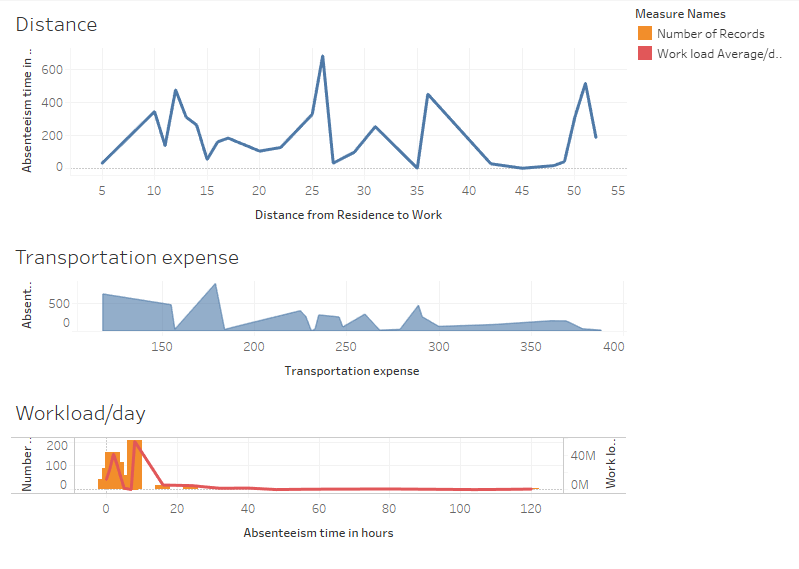 Distance
Measure Names
Number of Records
Work load Average/d..
Absenteeism time in ..
600
400
200
0
5 10 15 20 25 30 35 40 45 50 55
Distance from Residence to Work
Transportation expense
Absent..
500
0
150 200 250 300 350 400
Transportation expense
Workload/day
Number ..
200
100
0
40M
0M
Work lo..
0 20 40 60 80 100 120
Absenteeism time in hours